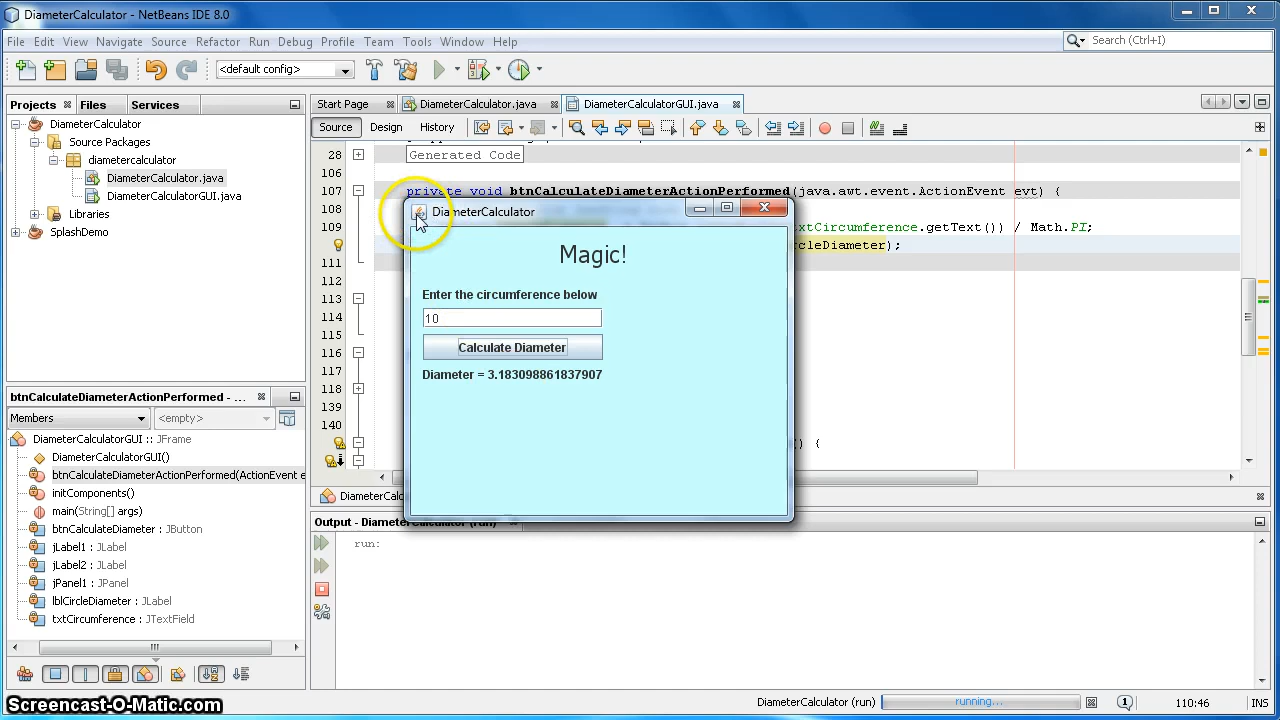 DiameterCalculator - NetBeans IDE 8.0
File Edit View Navigate Source Refactor Run Debug Profile Team Tools Window Help
Search (Ctrl+I)
<default config>
Projects Files Services
Start Page DiameterCalculator.java DiameterCalculatorGUI.java
DiameterCalculator
Source Packages
diametercalculator
DiameterCalculator.java
DiameterCalculatorGUI.java
Libraries
SplashDemo
Source Design History
28 Generated Code
106
107 private void btnCalculateDiameterActionPerformed(java.awt.event.ActionEvent evt) {
108
109 xtCircumference.getText()) / Math.PI;
rcleDiameter);
111
112
113
114
115
116
117
118
139
140
) {
DiameterCalculator
Magic!
Enter the circumference below
10
Calculate Diameter
Diameter = 3.183098861837907
btnCalculateDiameterActionPerformed - ...
Members <empty>
DiameterCalculatorGUI :: JFrame
DiameterCalculatorGUI()
btnCalculateDiameterActionPerformed(ActionEvent e
initComponents()
main(String[] args)
btnCalculateDiameter : JButton
jLabel1 : JLabel
jLabel2 : JLabel
jPanel1 : JPanel
lblCircleDiameter : JLabel
txtCircumference : JTextField
DiameterCalc
Output - DiameterCalculator (run)
run:
Screencast-O-Matic.com
DiameterCalculator (run) running... 1 110:46 INS